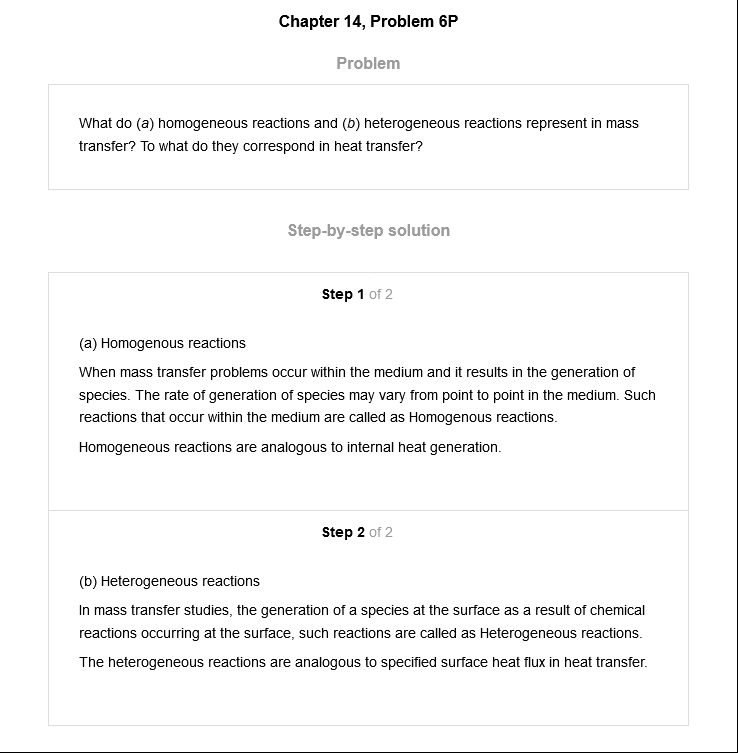 Chapter 14, Problem 6P
Problem
What do (a) homogeneous reactions and (b) heterogeneous reactions represent in mass
transfer? To what do they correspond in heat transfer?
Step-by-step solution
Step 1 of 2
(a) Homogenous reactions
When mass transfer problems occur within the medium and it results in the generation of
species. The rate of generation of species may vary from point to point in the medium. Such
reactions that occur within the medium are called as Homogenous reactions.
Homogeneous reactions are analogous to internal heat generation.
Step 2 of 2
(b) Heterogeneous reactions
In mass transfer studies, the generation of a species at the surface as a result of chemical
reactions occurring at the surface, such reactions are called as Heterogeneous reactions.
The heterogeneous reactions are analogous to specified surface heat flux in heat transfer.